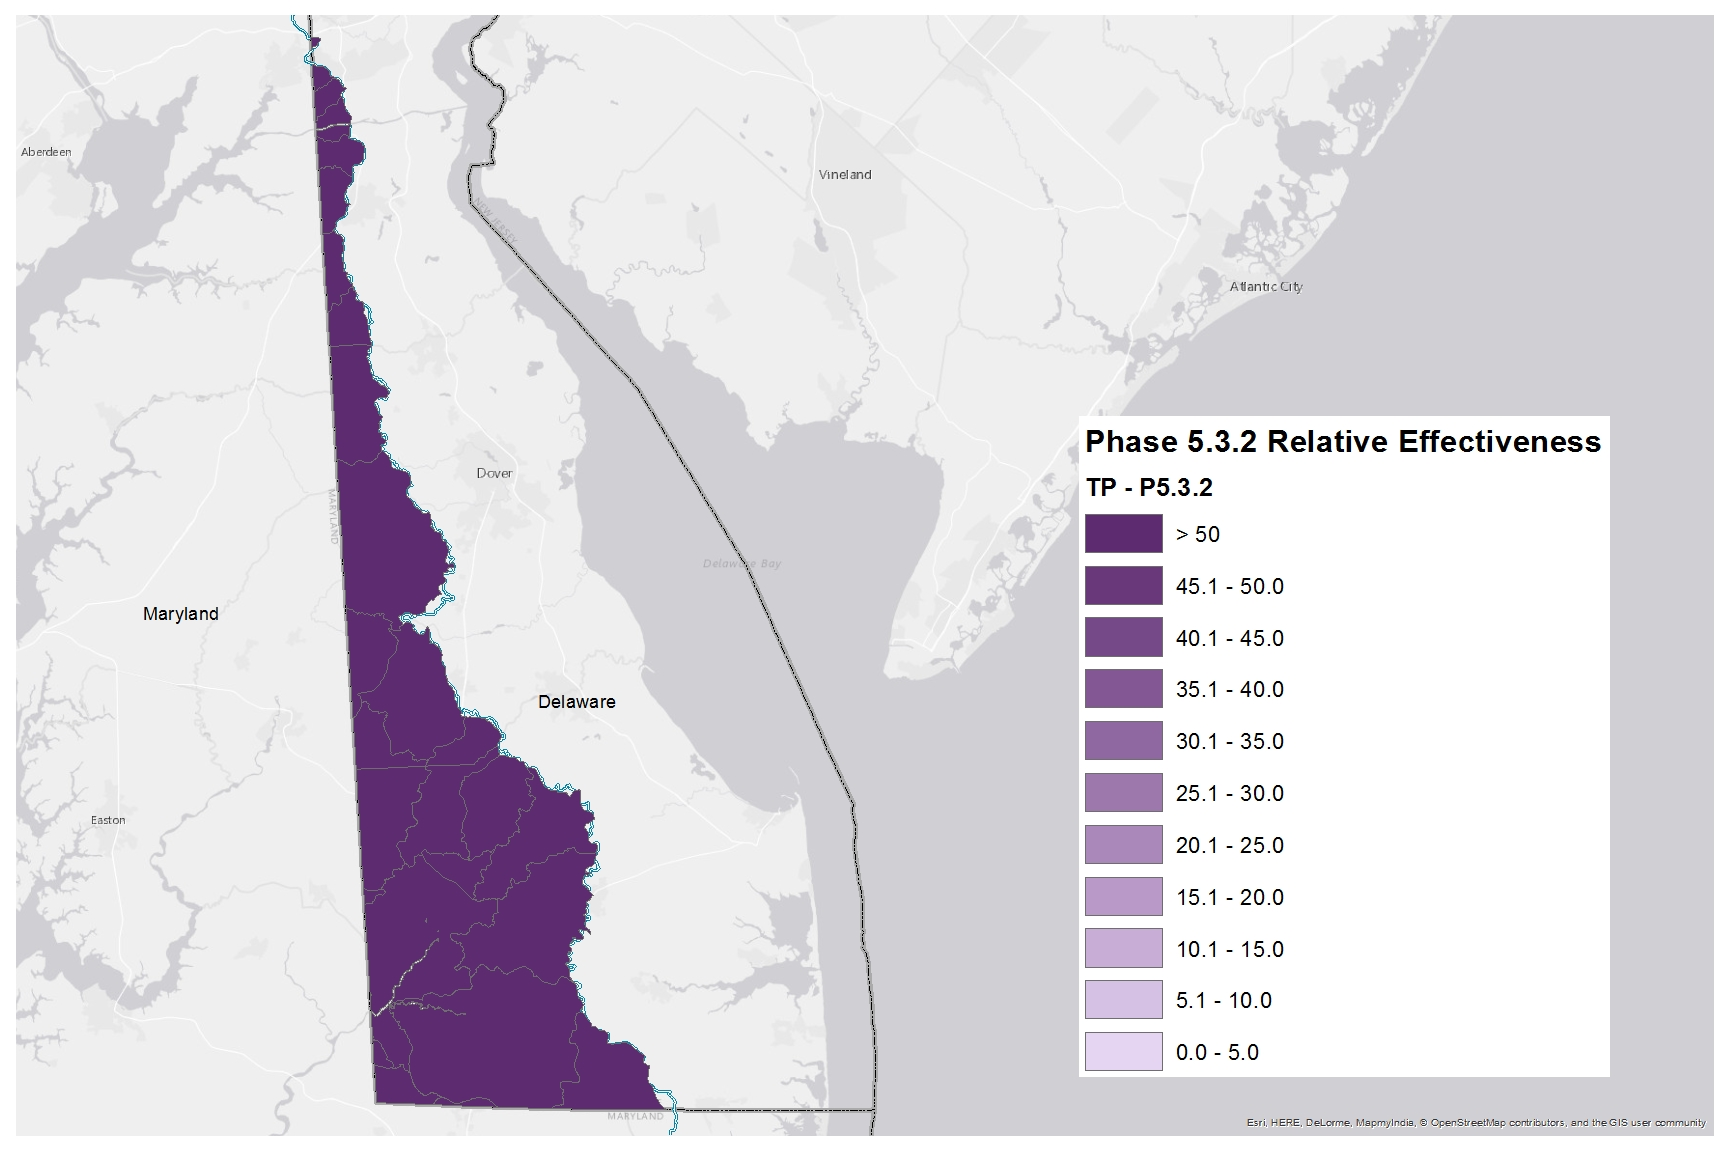 Aberdeen
Vineland
NEW JERSEY
Atlantic City
Phase 5.3.2 Relative Effectiveness
TP - P5.3.2
> 50
45.1 - 50.0
40.1 - 45.0
35.1 - 40.0
30.1 - 35.0
25.1 - 30.0
20.1 - 25.0
15.1 - 20.0
10.1 - 15.0
5.1 - 10.0
0.0 - 5.0
Dover
MARYLAND
Delaware Bay
Maryland
Delaware
Easton
MARYLAND
Esri, HERE, DeLorme, MapmyIndia, © OpenStreetMap contributors, and the GIS user community